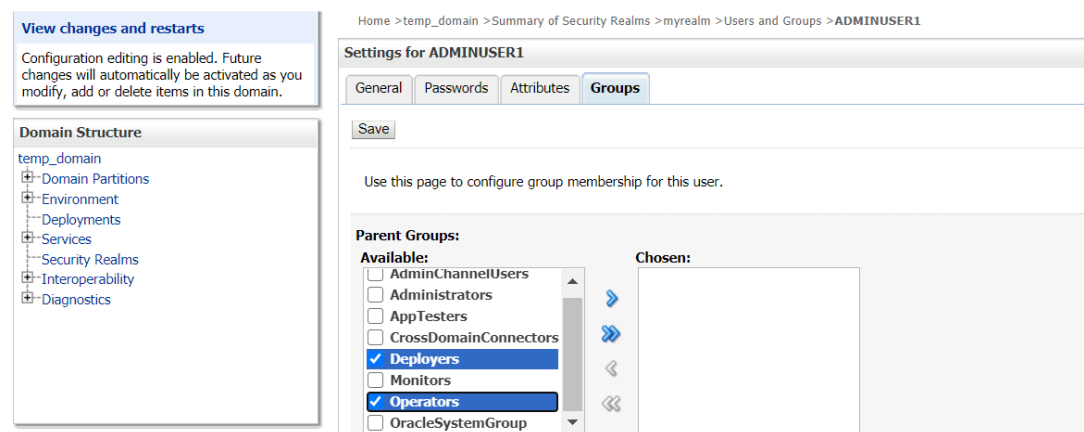 View changes and restarts
Configuration editing is enabled. Future
changes will automatically be activated as you
modify, add or delete items in this domain.
Domain Structure
temp_domain
Domain Partitions
Environment
Deployments
Services
Security Realms
Interoperability
Diagnostics
Home >temp_domain >Summary of Security Realms >myrealm >Users and Groups >ADMINUSER1
Settings for ADMINUSER1
General Passwords Attributes Groups
Save
Use this page to configure group membership for this user.
Parent Groups:
Available: Chosen:
AdminChannelUsers
Administrators
AppTesters
CrossDomainConnectors
Deployers
Monitors
Operators
OracleSystemGroup